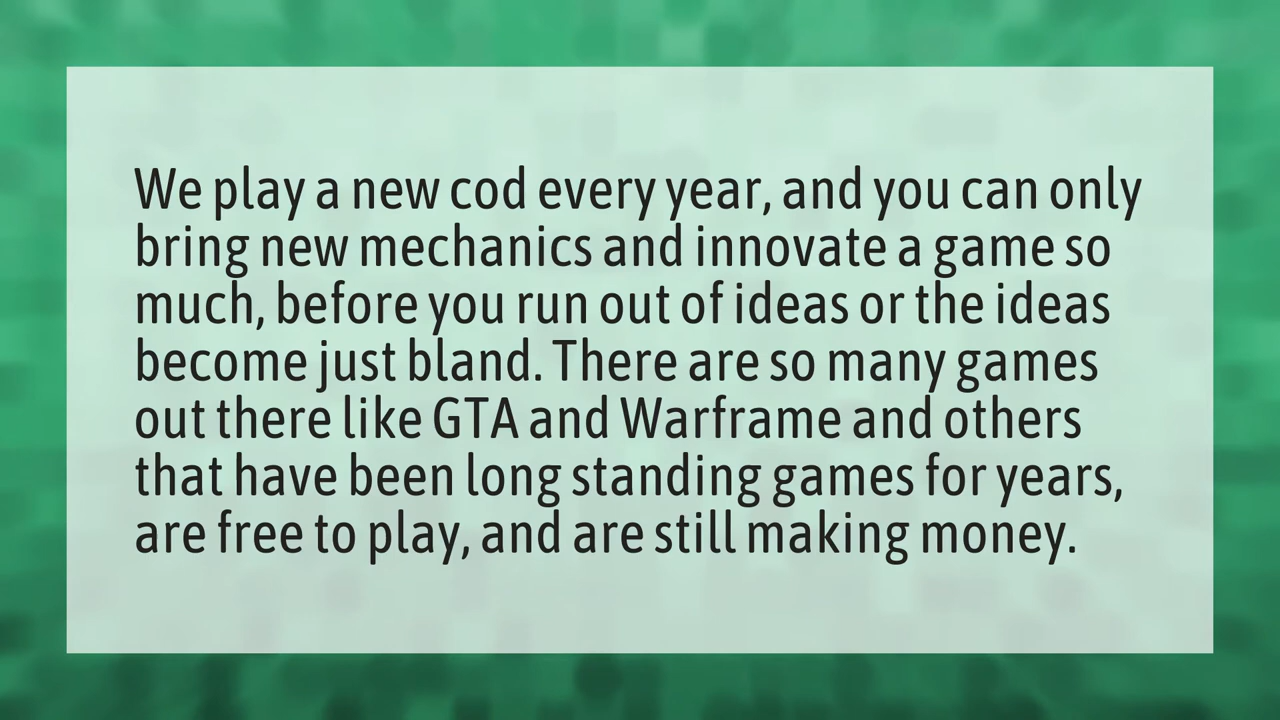 We play a new cod every year, and you can only
bring new mechanics and innovate a game so
much, before you run out of ideas or the ideas
become just bland. There are so many games
out there like GTA and Warframe and others
that have been long standing games for years,
are free to play, and are still making money.